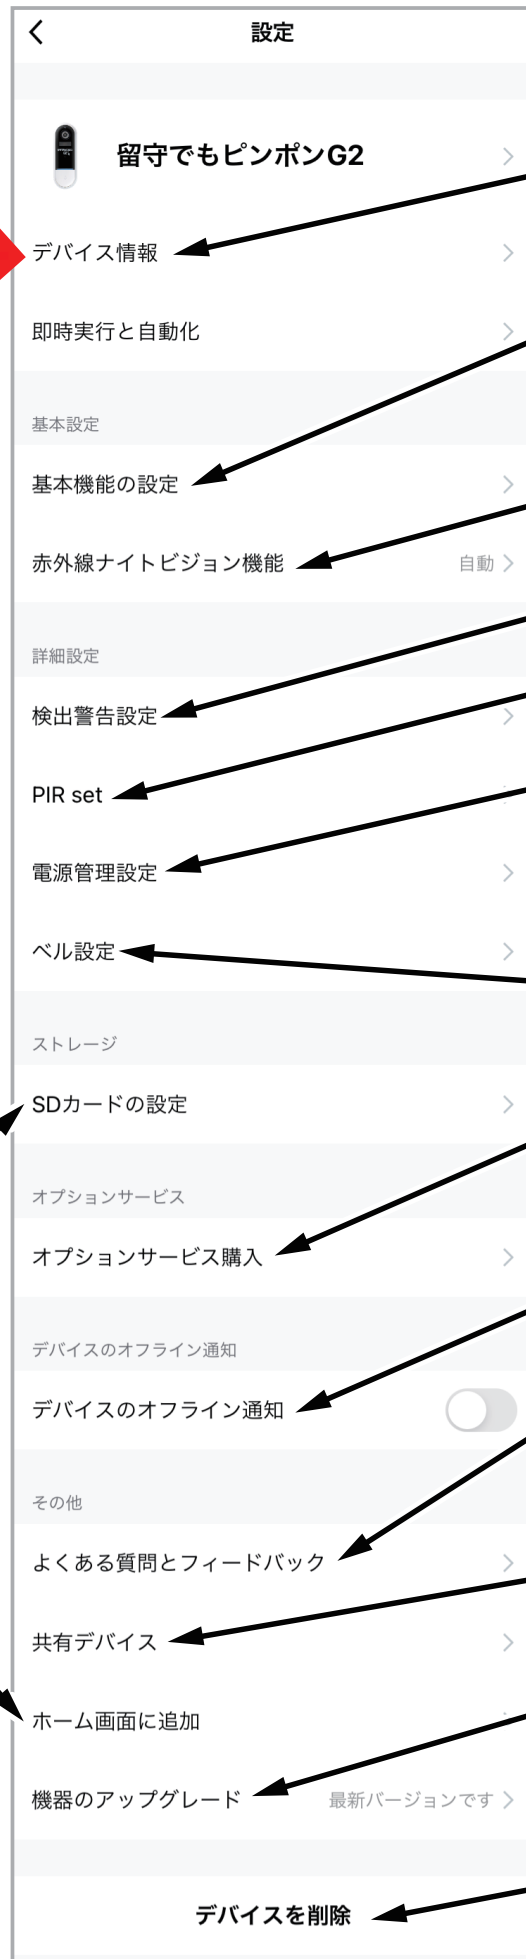 設定
留守でもピンポンG2
デバイス情報
即時実行と自動化
基本設定
基本機能の設定
赤外線ナイトビジョン機能 自動
詳細設定
検出警告設定
PIR set
電源管理設定
ベル設定
ストレージ
SDカードの設定
オプションサービス
オプションサービス購入
デバイスのオフライン通知
デバイスのオフライン通知
その他
よくある質問とフィードバック
共有デバイス
ホーム画面に追加
機器のアップグレード 最新バージョンです
デバイスを削除